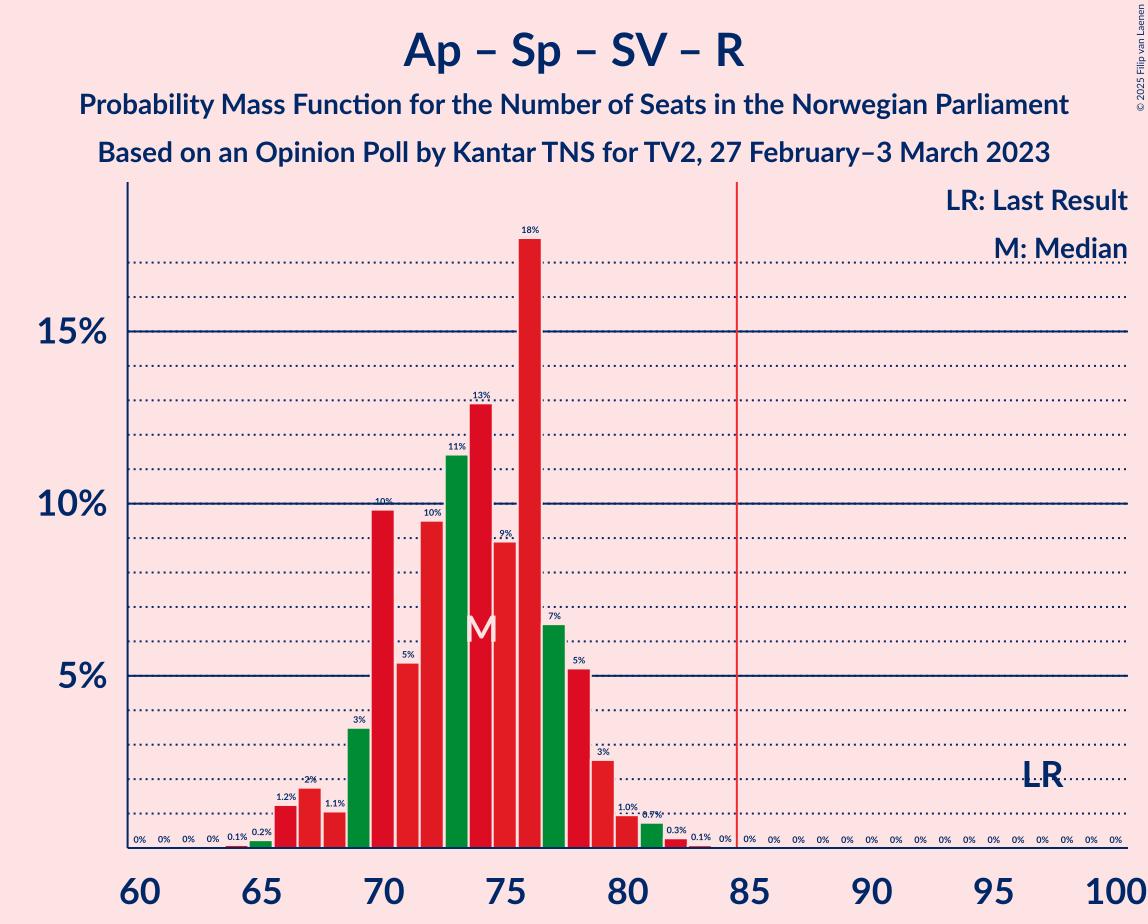 Ap – Sp – SV – R
Probability Mass Function for the Number of Seats in the Norwegian Parliament
Based on an Opinion Poll by Kantar TNS for TV2, 27 February–3 March 2023
© 2025 Filip van Laenen
LR: Last Result
M: Median
18%
15%
13%
11%
10%
10%
10%
9%
M
7%
5%
5%
5%
3%
3%
2%
LR
1.2%
1.1%
1.0%
0.7%
0.3%
0% 0% 0% 0% 0.1% 0.2%
0.1% 0% 0% 0% 0% 0% 0% 0% 0% 0% 0% 0% 0% 0% 0% 0% 0% 0%
60 65 70 75 80 85 90 95 100